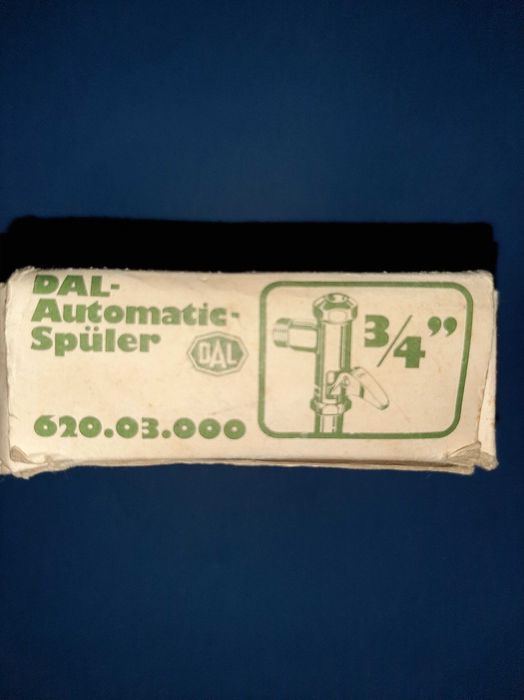 DAL-
Automatic-
Spüler
DAL
620.03.000
3/4”